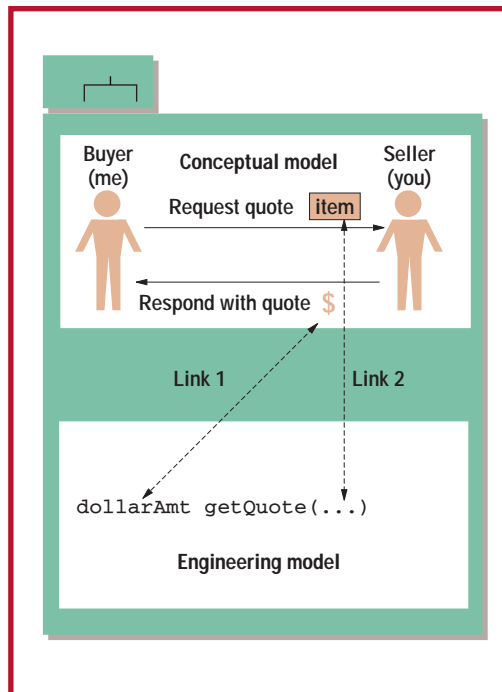 Buyer
(me)
Conceptual model
Seller
(you)
Request quote item
Respond with quote $
Link 1
Link 2
dollarAmt getQuote(...)
Engineering model